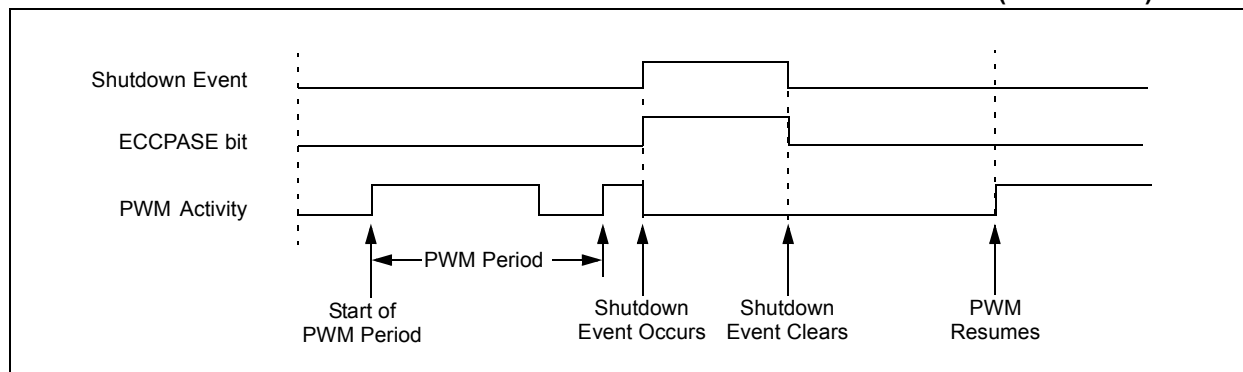 Shutdown Event
ECCPASE bit
PWM Activity
PWM Period
Start of
PWM Period
Shutdown
Event Occurs
Shutdown
Event Clears
PWM
Resumes